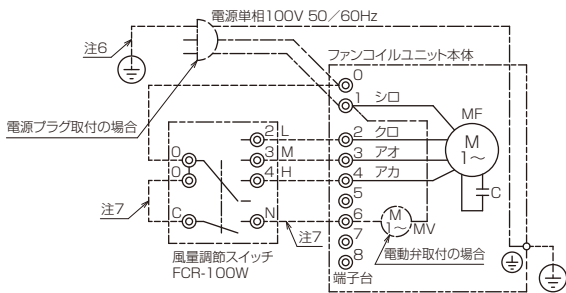 電源単相100V 50／60Hz
注6
ファンコイルユニット本体
0
1 シロ
MF
電源プラグ取付の場合
2 L
2 クロ
M
1〜
0
3 M
3 アオ
0
4 H
4 アカ
C
5
注7
C
N
注7
6
M
1〜
MV
7
電動弁取付の場合
風量調節スイッチ
8
FCR-100W
端子台